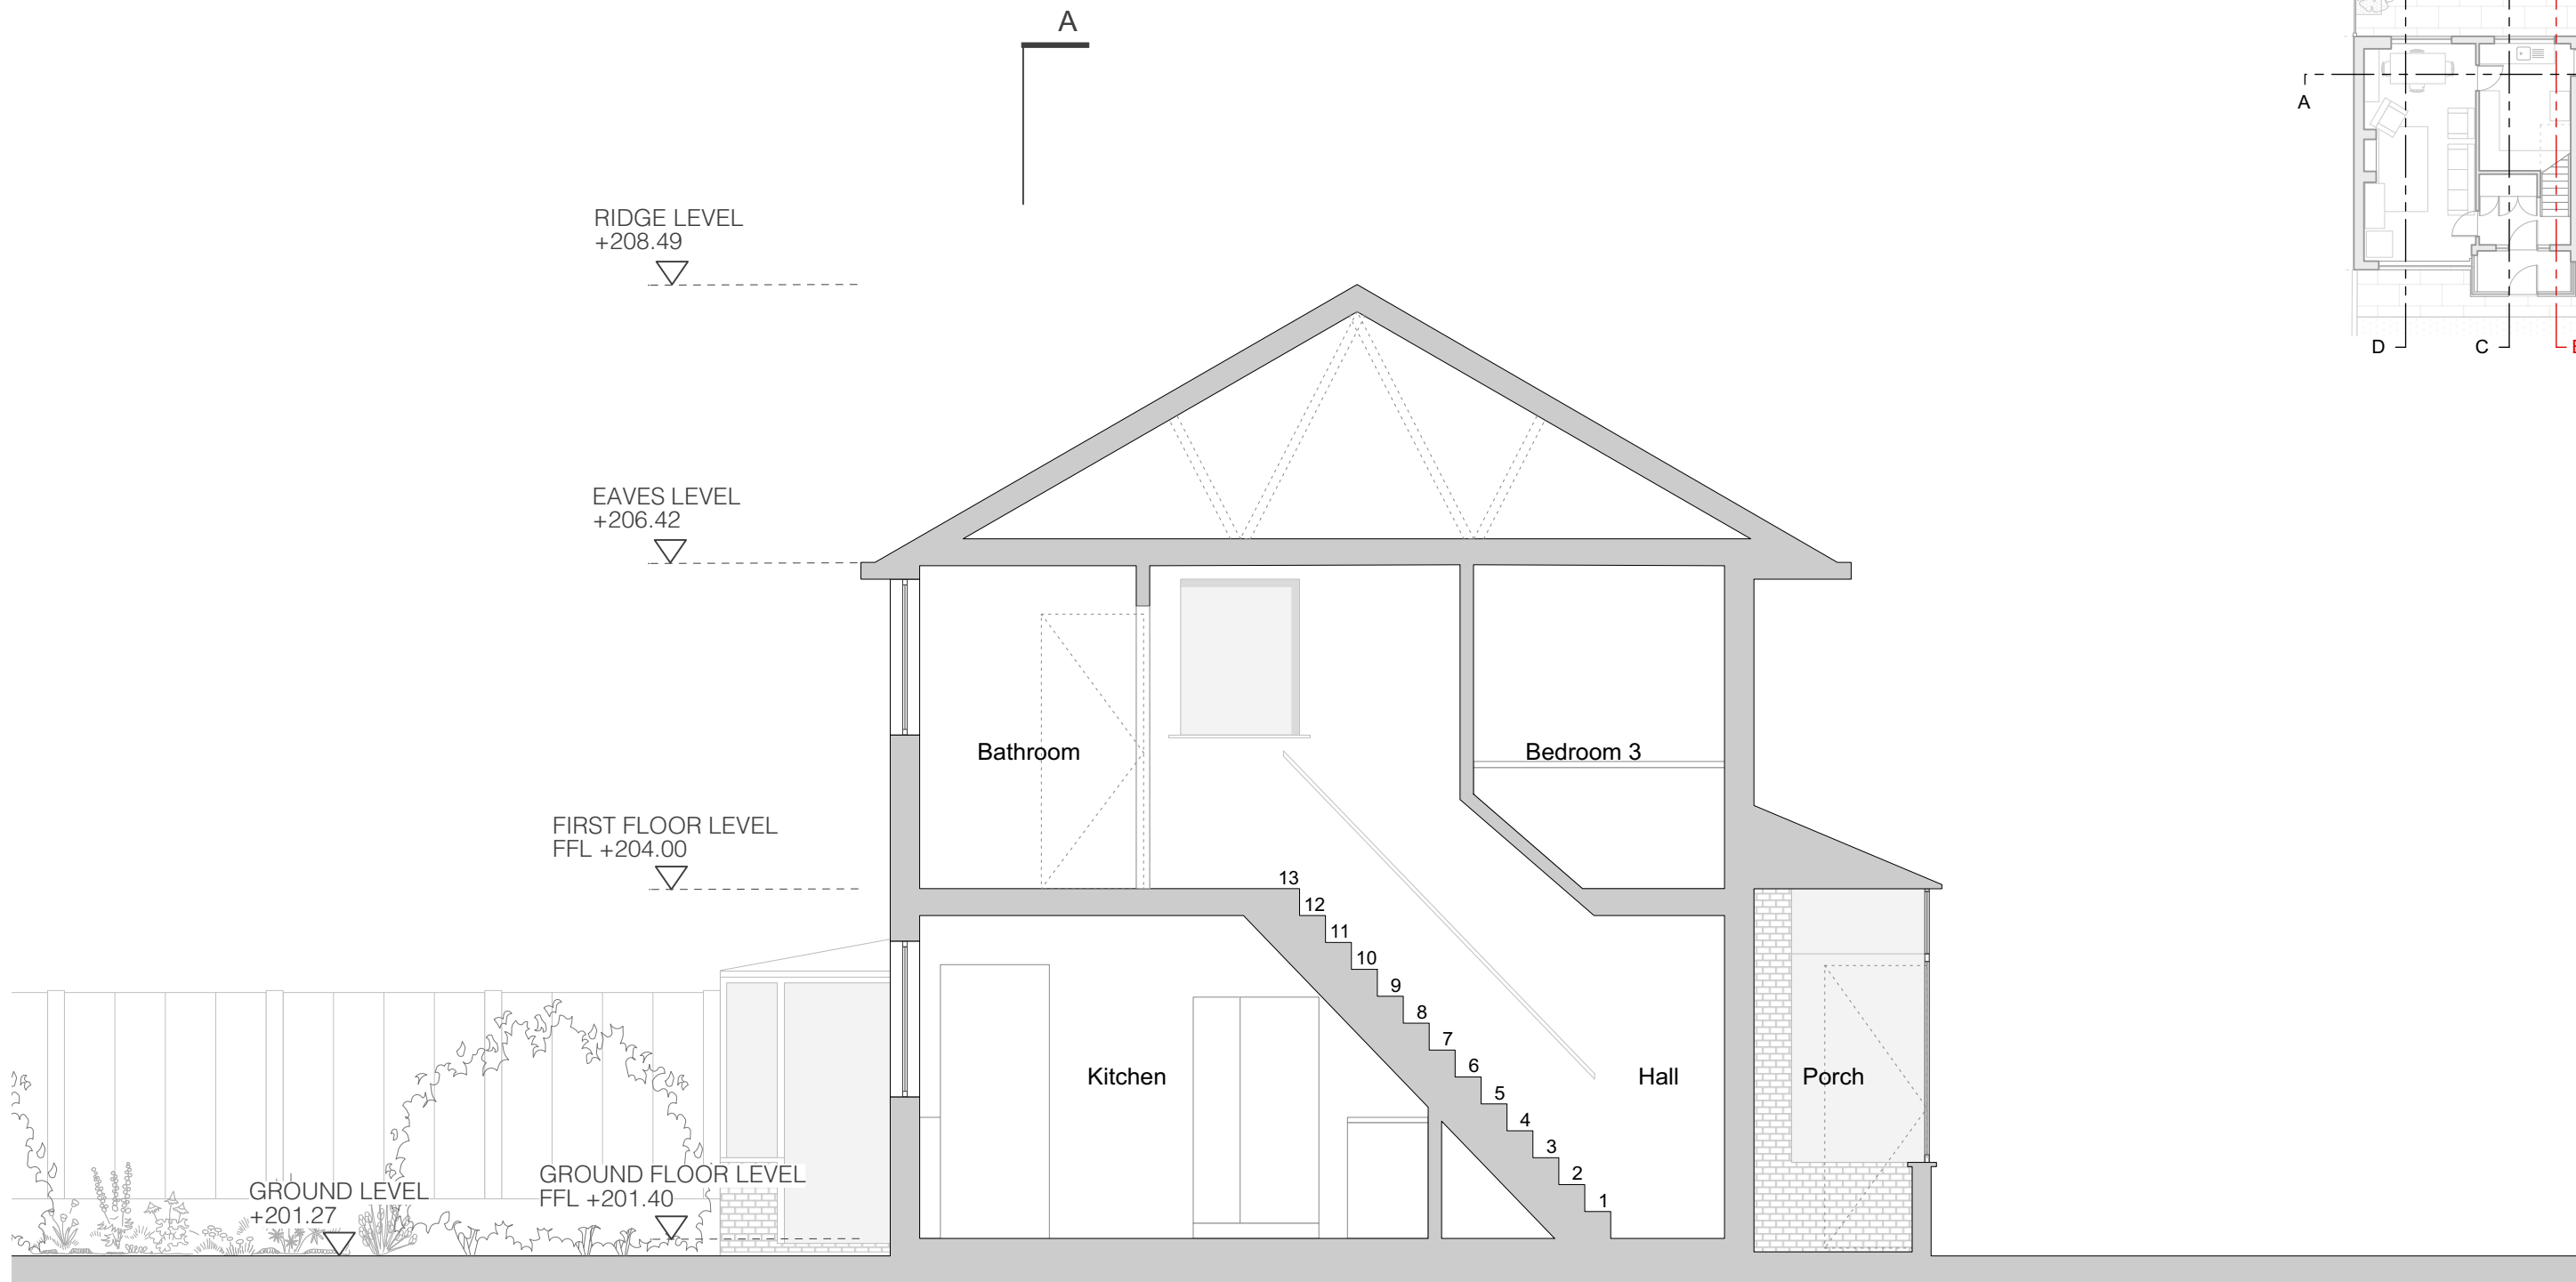 A
RIDGE LEVEL
+208.49
EAVES LEVEL
+206.42
FIRST FLOOR LEVEL
FFL +204.00
GROUND FLOOR LEVEL
FFL +201.40
GROUND LEVEL
+201.27
Bathroom
Bedroom 3
13
12
11
10
9
8
7
6
5
4
3
2
1
Kitchen
Hall
Porch
A
D
C